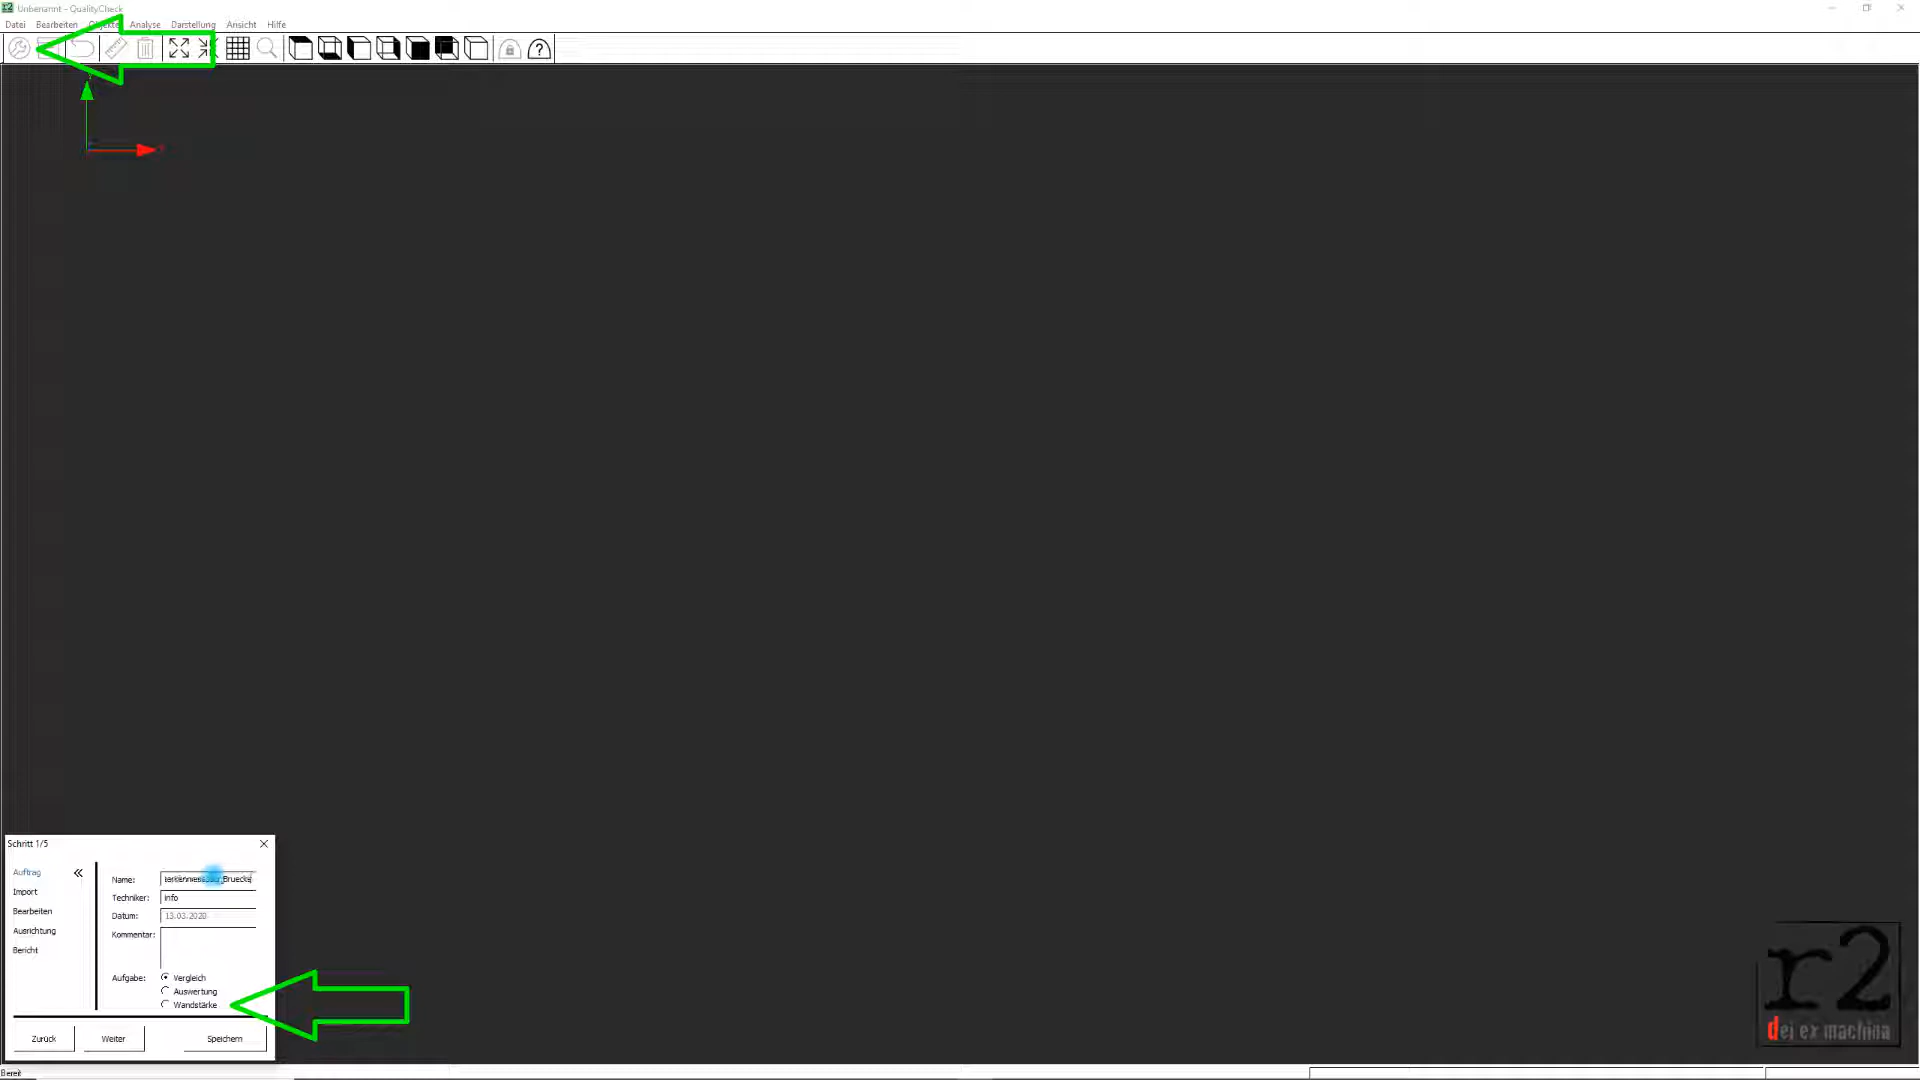 Unbenannt - QualityCheck
Datei Bearbeiten Analyse Darstellung Ansicht Hilfe
Schritt 1/5
Auftrag
Import
Bearbeiten
Ausrichtung
Bericht
Name:
Techniker: info
Datum: 13.03.2020
Kommentar:
Aufgabe: Vergleich
Auswertung
Wandstärke
Zurück Weiter Speichern
r2
dei ex machina
Bereit